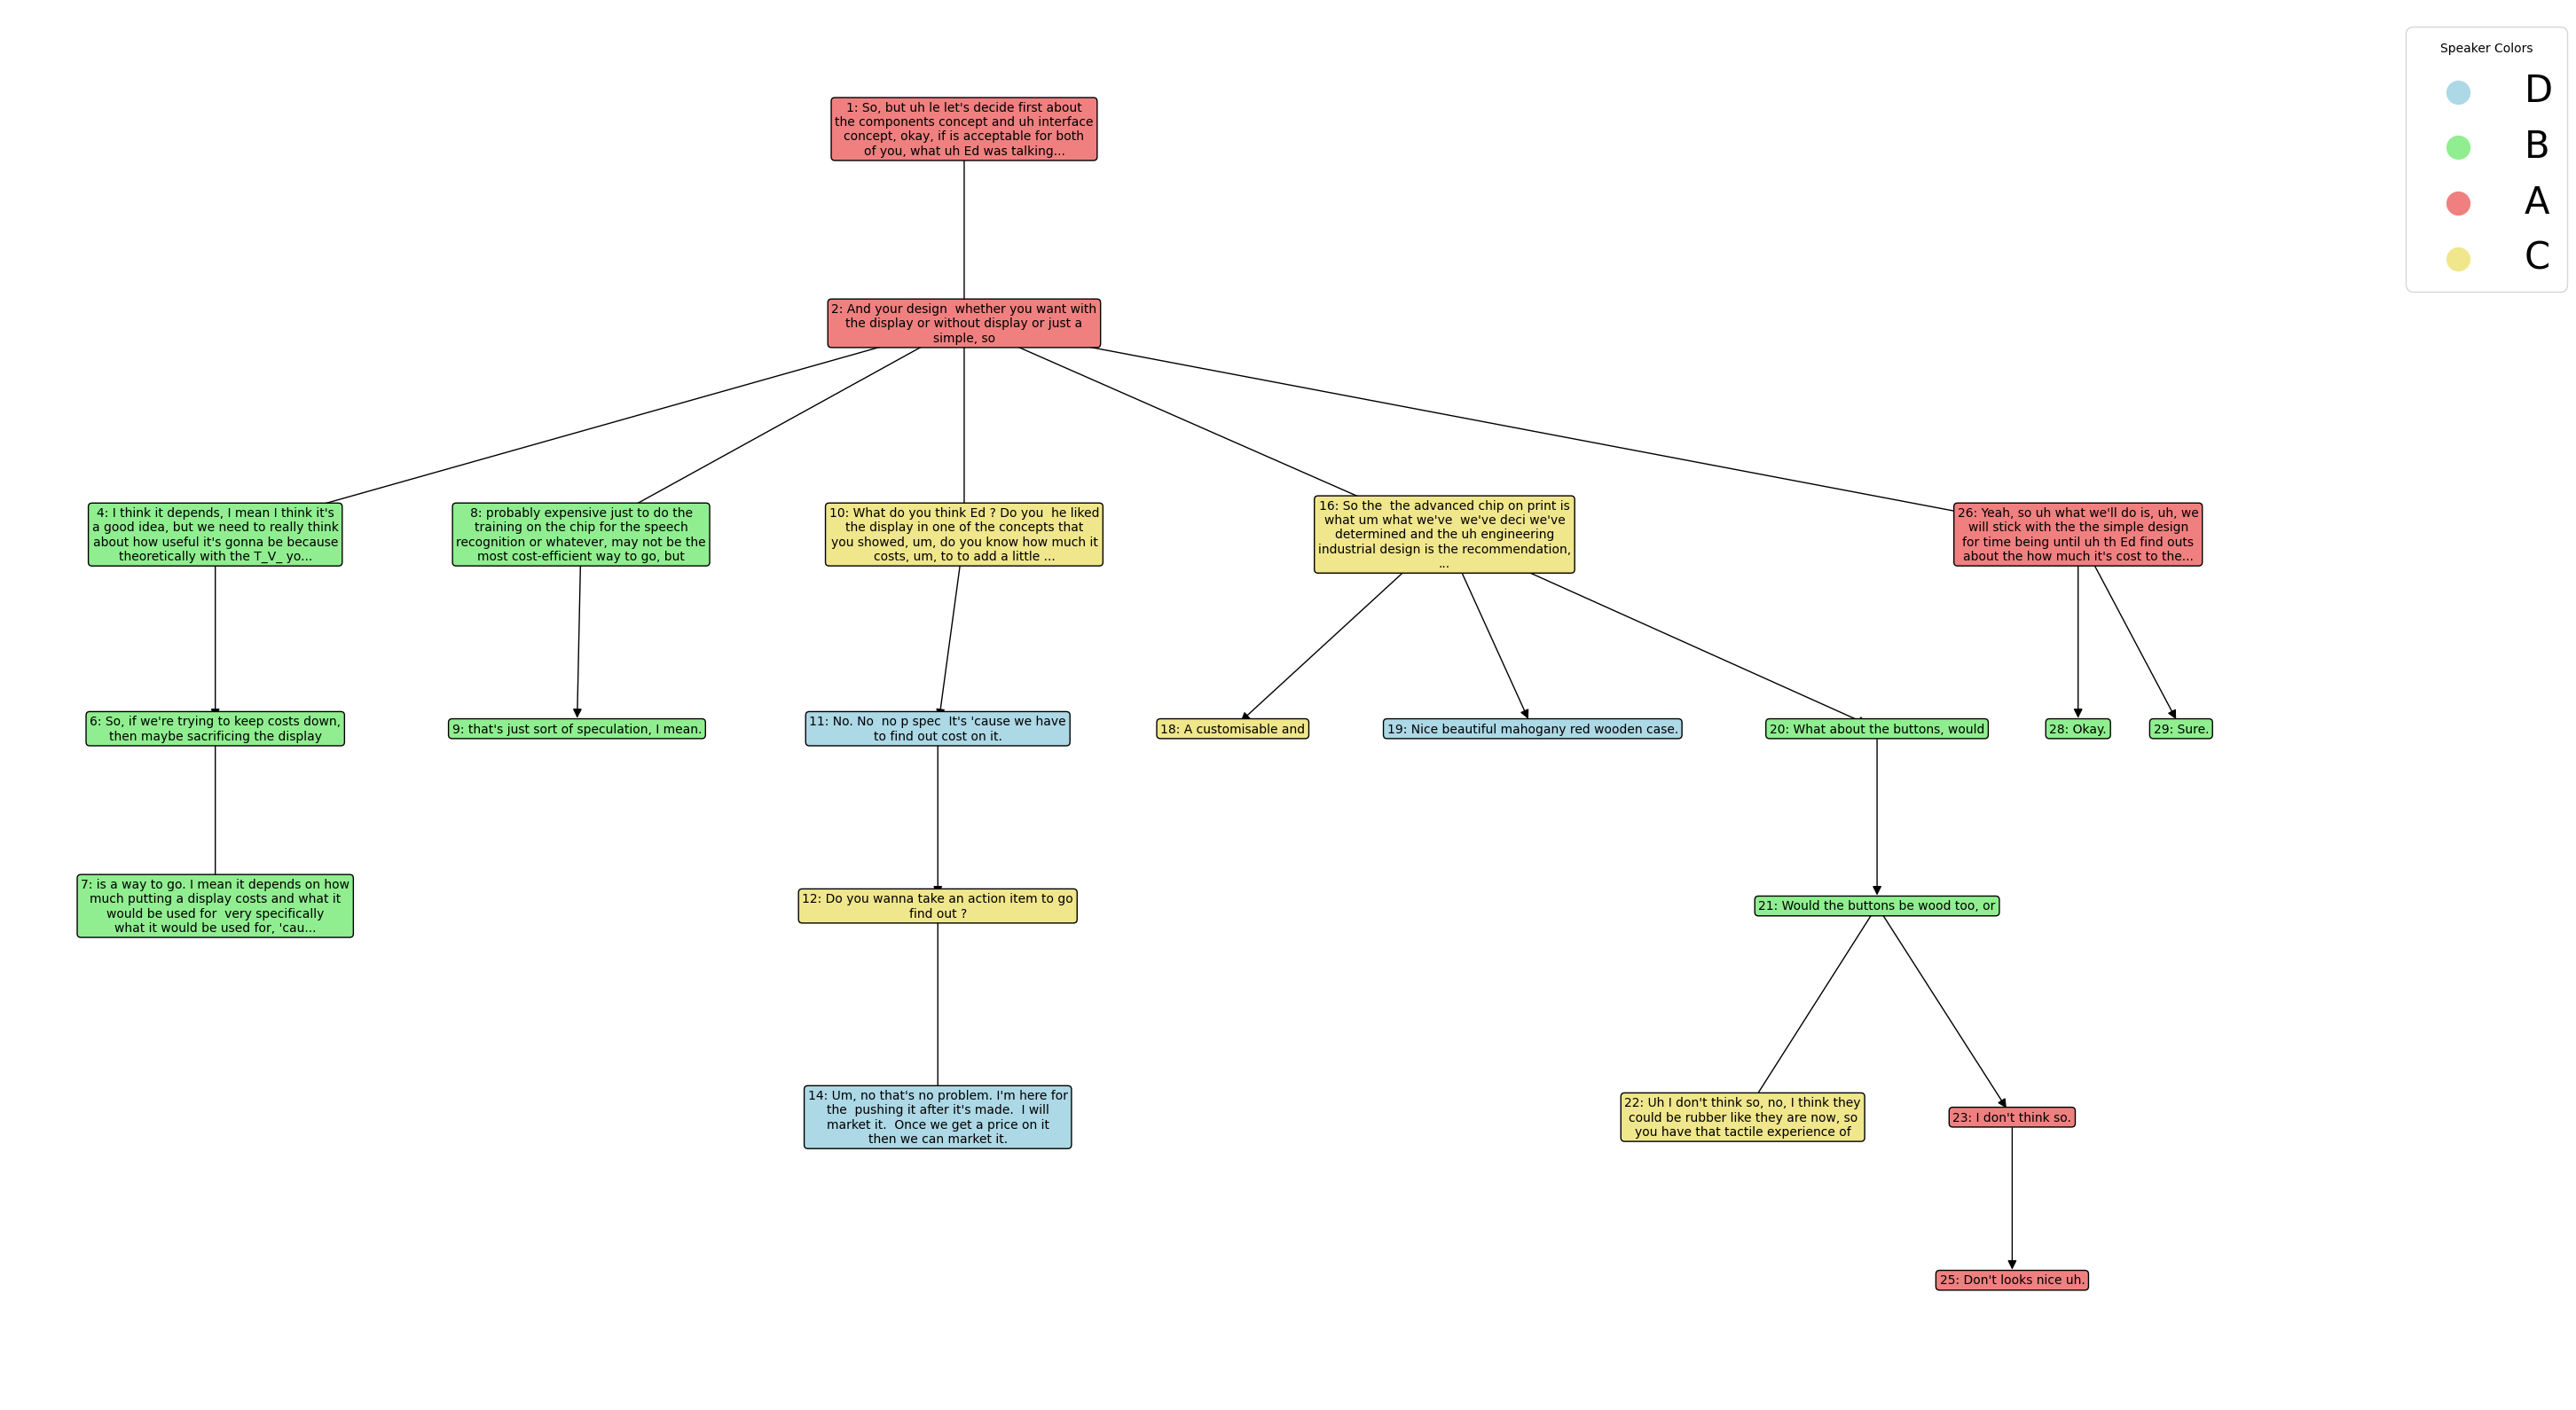 Speaker Colors
D
B
A
C
1: So, but uh le let's decide first about
the components concept and uh interface
concept, okay, if is acceptable for both
of you, what uh Ed was talking...
2: And your design  whether you want with
the display or without display or just a
simple, so
4: I think it depends, I mean I think it's
a good idea, but we need to really think
about how useful it's gonna be because
theoretically with the T_V_ yo...
8: probably expensive just to do the
training on the chip for the speech
recognition or whatever, may not be the
most cost-efficient way to go, but
10: What do you think Ed ? Do you  he liked
the display in one of the concepts that
you showed, um, do you know how much it
costs, um, to to add a little ...
16: So the  the advanced chip on print is
what um what we've  we've deci we've
determined and the uh engineering
industrial design is the recommendation,
...
26: Yeah, so uh what we'll do is, uh, we
will stick with the the simple design
for time being until uh th Ed find outs
about the how much it's cost to the...
6: So, if we're trying to keep costs down,
then maybe sacrificing the display
9: that's just sort of speculation, I mean.
11: No. No  no p spec  It's 'cause we have
to find out cost on it.
18: A customisable and
19: Nice beautiful mahogany red wooden case.
20: What about the buttons, would
28: Okay.
29: Sure.
7: is a way to go. I mean it depends on how
much putting a display costs and what it
would be used for  very specifically
what it would be used for, 'cau...
12: Do you wanna take an action item to go
find out ?
21: Would the buttons be wood too, or
14: Um, no that's no problem. I'm here for
the  pushing it after it's made.  I will
market it.  Once we get a price on it
then we can market it.
22: Uh I don't think so, no, I think they
could be rubber like they are now, so
you have that tactile experience of
23: I don't think so.
25: Don't looks nice uh.